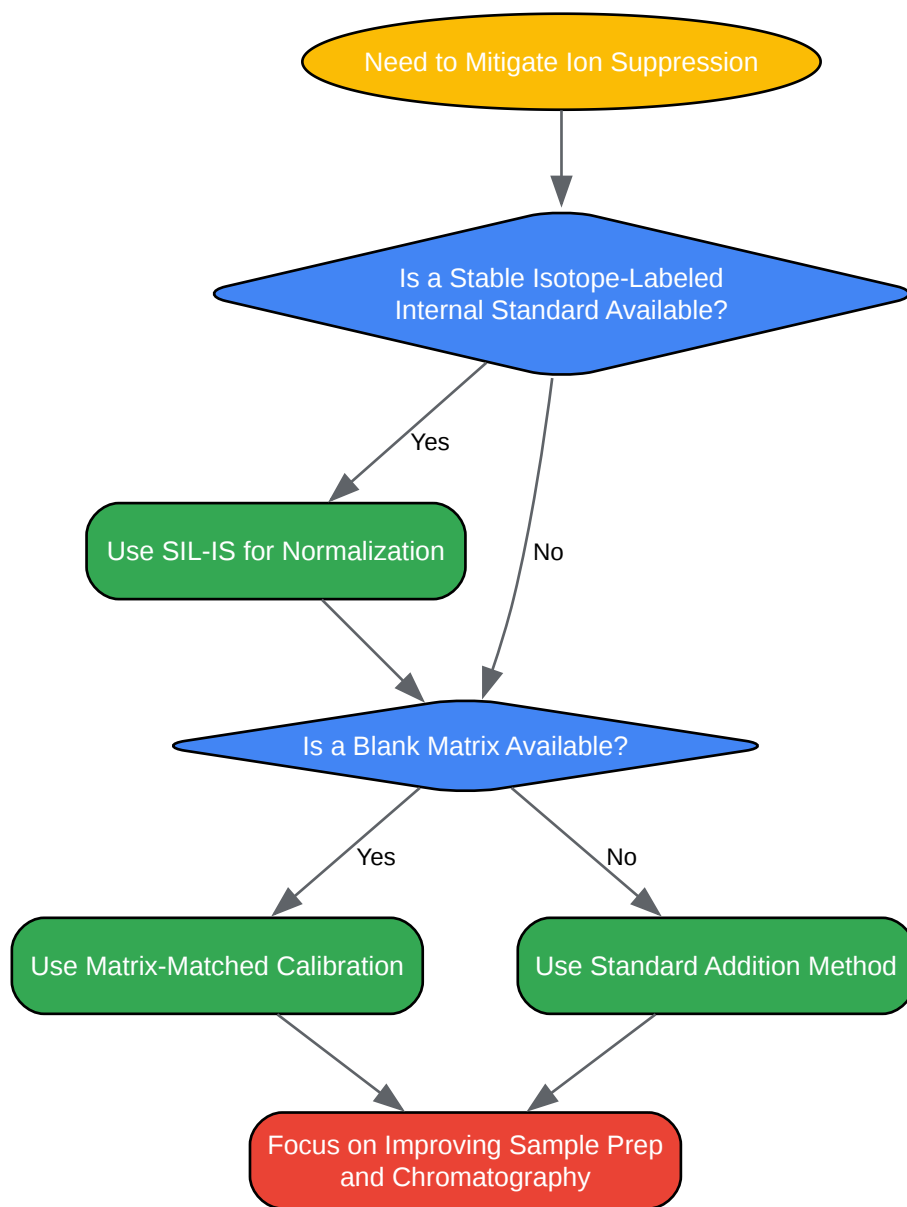 Need to Mitigate Ion Suppression
Is a Stable Isotope-Labeled
Internal Standard Available?
Yes
Use SIL-IS for Normalization
No
Is a Blank Matrix Available?
Yes
No
Use Matrix-Matched Calibration
Use Standard Addition Method
Focus on Improving Sample Prep
and Chromatography